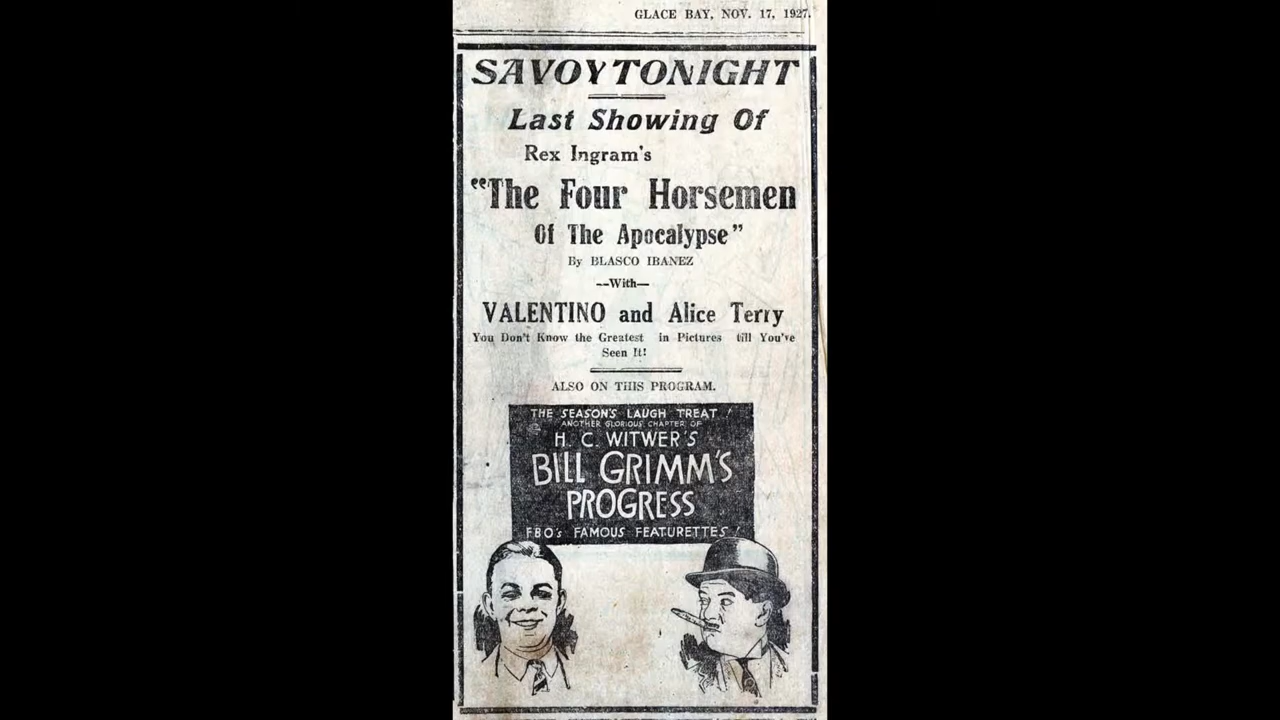 GLACE BAY, NOV. 17, 1927.
SAVOY TONIGHT
Last Showing Of
Rex Ingram's
"The Four Horsemen
Of The Apocalypse"
By BLASCO IBANEZ
--With—
VALENTINO and Alice Terry
You Don't Know the Greatest in Pictures till You've
Seen It!
ALSO ON THIS PROGRAM.
THE SEASON'S LAUGH TREAT!
ANOTHER GLORIOUS CHAPTER OF
H. C. WITWER'S
BILL GRIMM'S
PROGRESS
FBO's FAMOUS FEATURETTES!